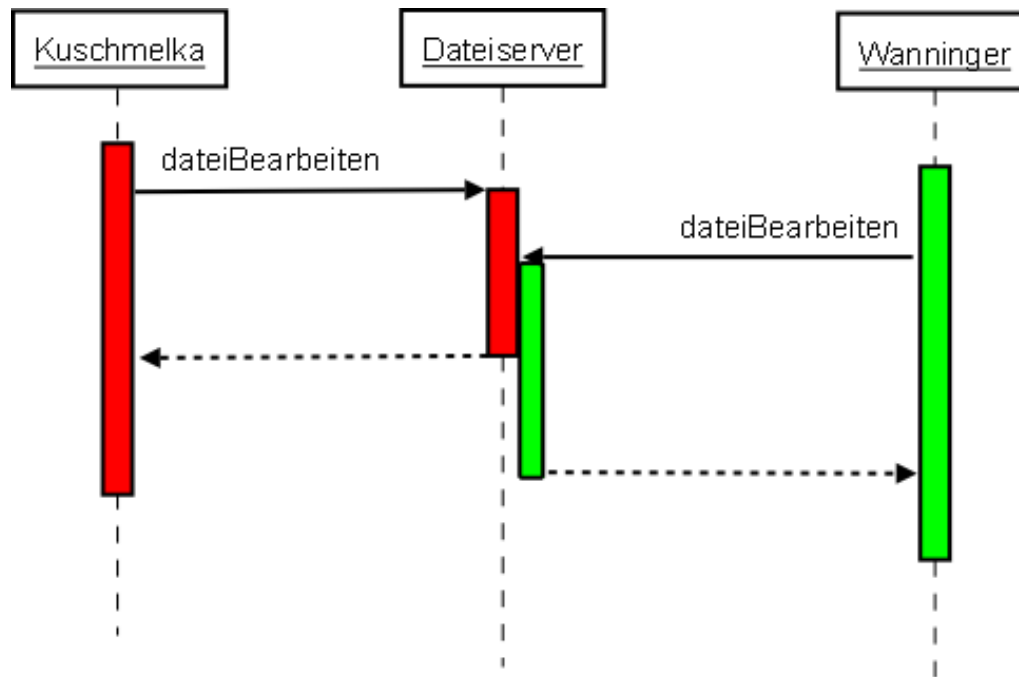 Kuschmelka
Dateiserver
Wanninger
dateiBearbeiten
dateiBearbeiten